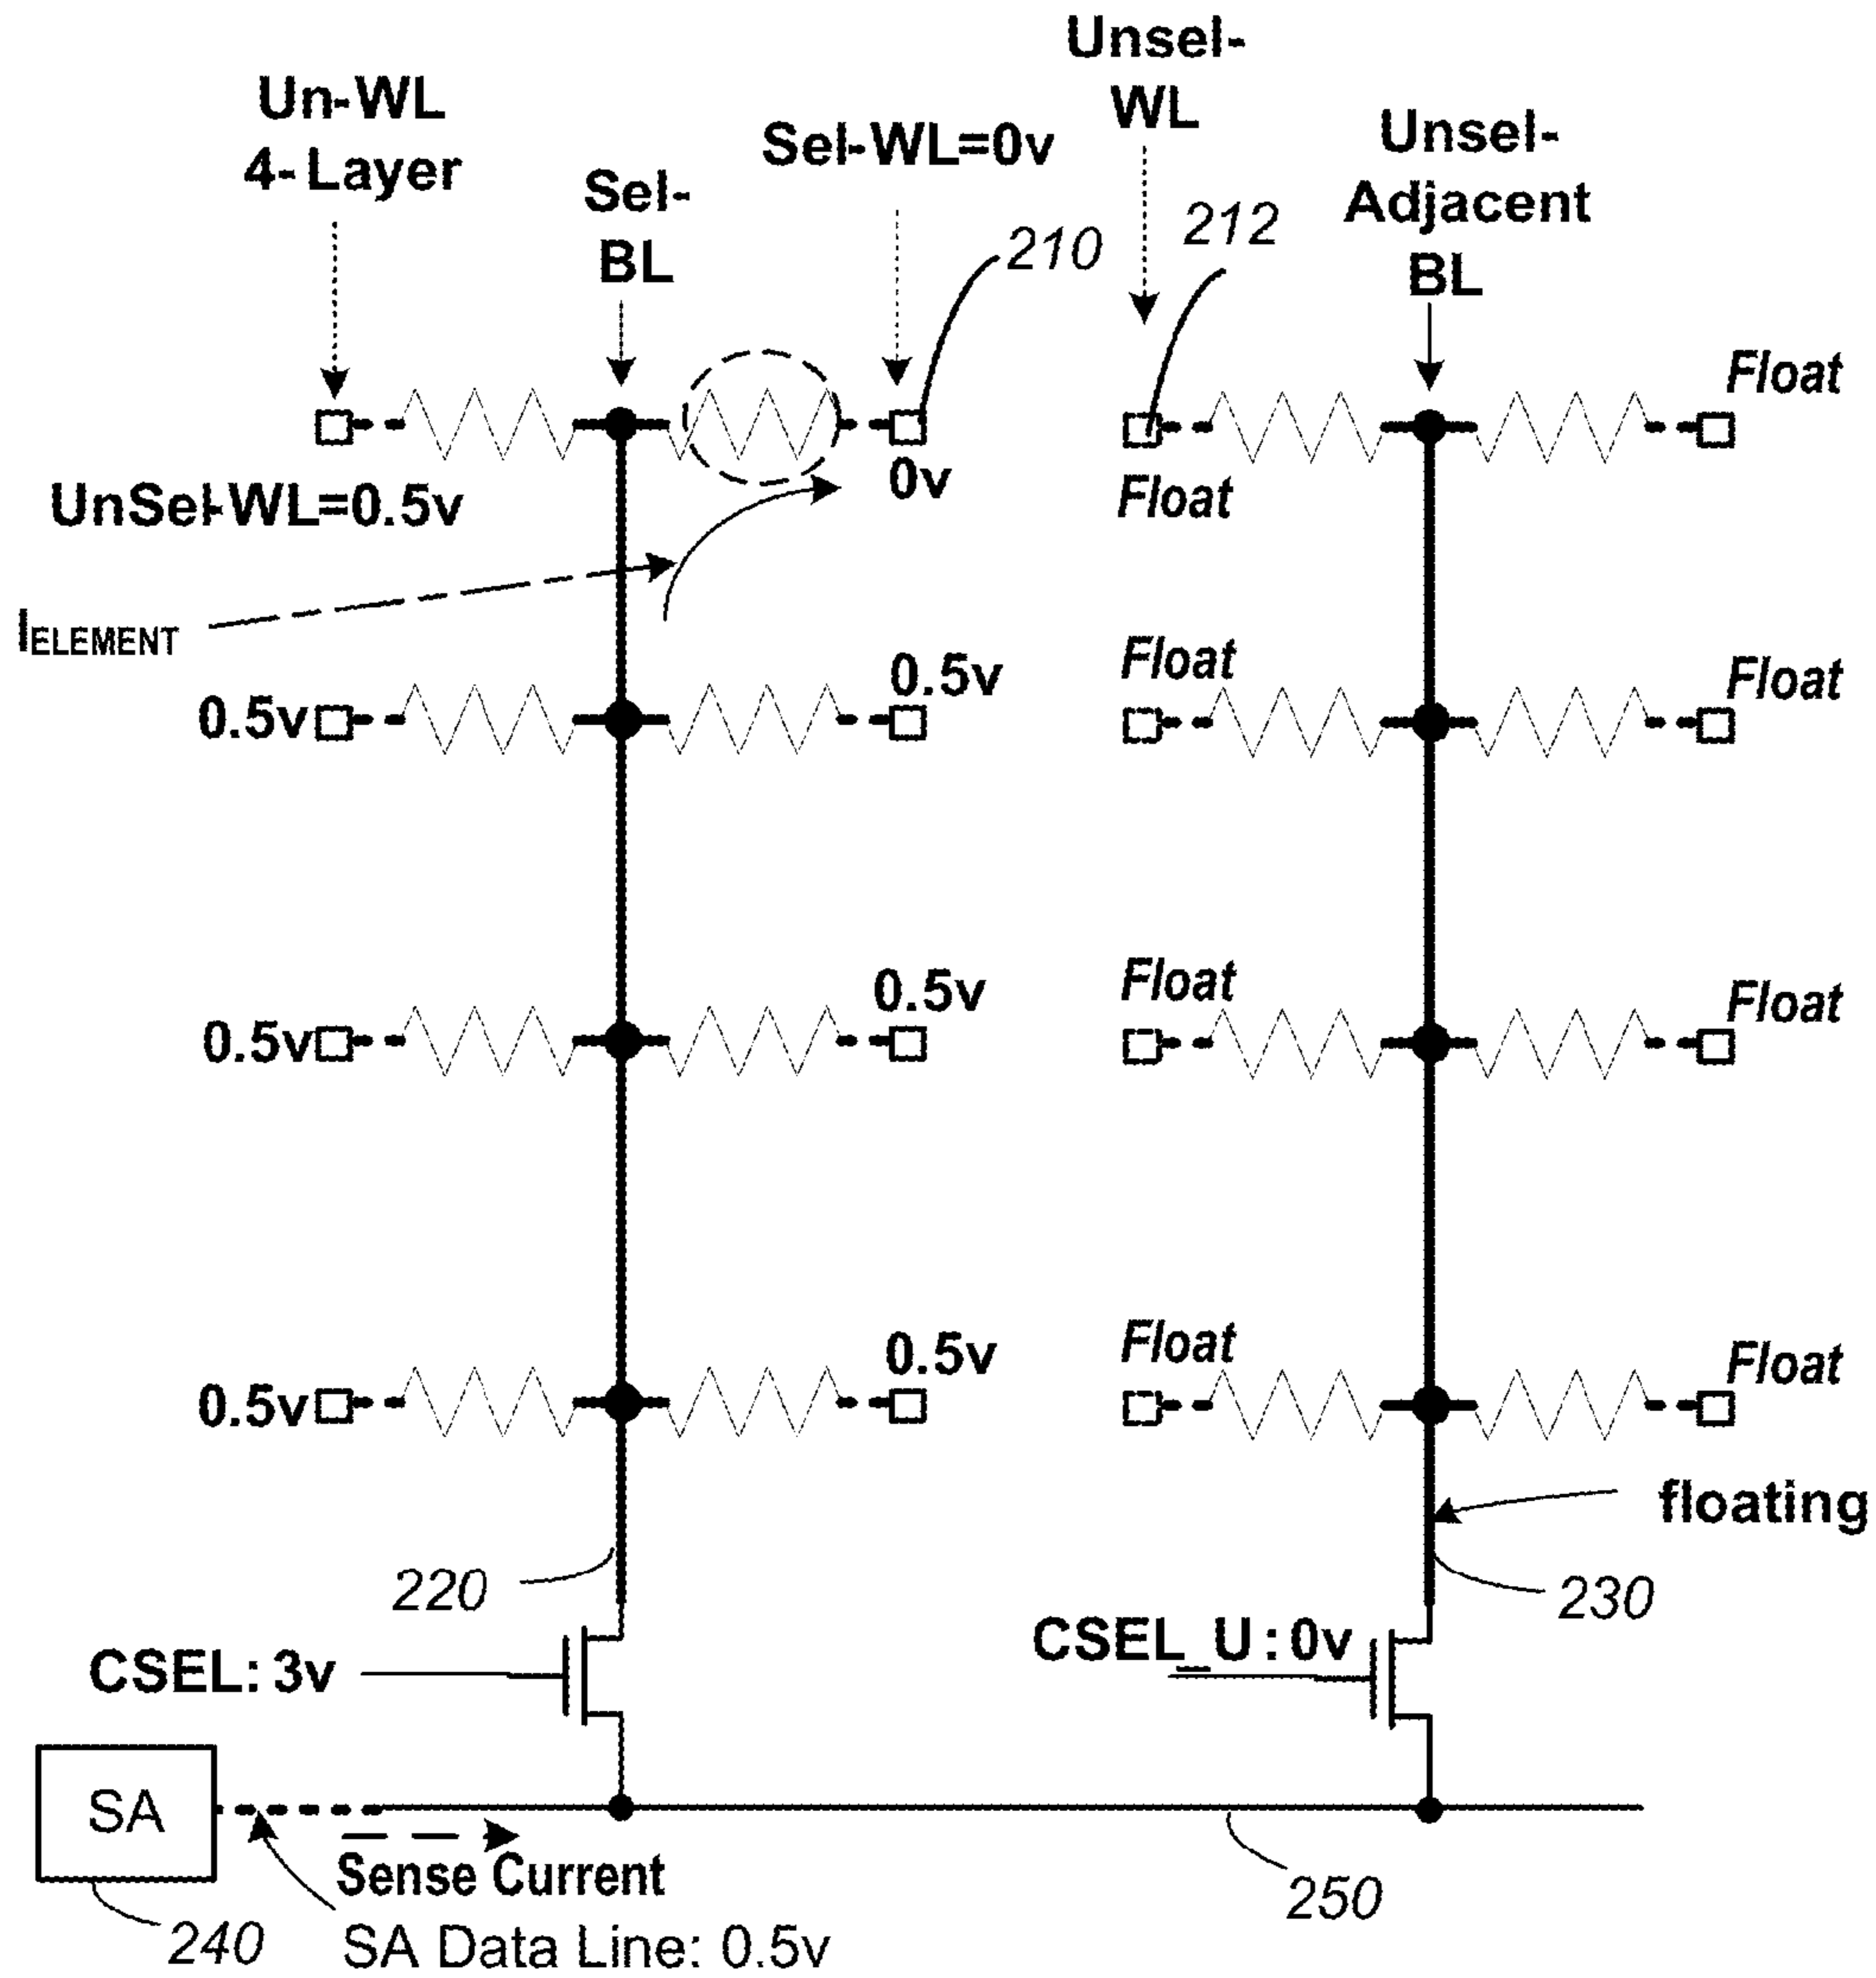 Un-WL
4-Layer
Sel-
BL
Sel-WL=0v
Unsel-
WL
Unsel-
Adjacent
BL
210
212
Float
UnSel-WL=0.5v
0v
Float
IELEMENT
0.5v
0.5v
Float
Float
0.5v
0.5v
Float
Float
0.5v
0.5v
Float
Float
floating
220
230
CSEL: 3v
CSEL_U : 0v
SA
Sense Current
240
SA Data Line: 0.5v
250